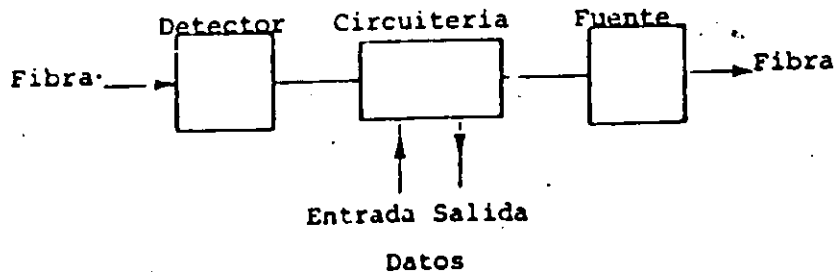 Detector Circuiteria Fuente
Fibra Fibra
Entrada Salida
Datos